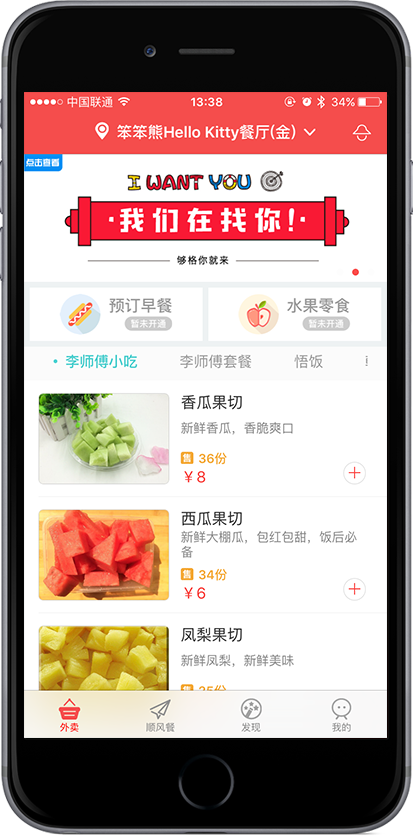 中国联通
13:38
34%
笨笨熊Hello Kitty餐厅(金)
点击查看
I WANT YOU
·我们在找你!·
够格你就来
预订早餐
暂未开通
水果零食
暂未开通
李师傅小吃
李师傅套餐
悟饭
香瓜果切
新鲜香瓜，香脆爽口
售 36份
￥8
西瓜果切
新鲜大棚瓜，包红包甜，饭后必
备
售 34份
￥6
凤梨果切
新鲜凤梨，新鲜美味
外卖
顺风餐
发现
我的